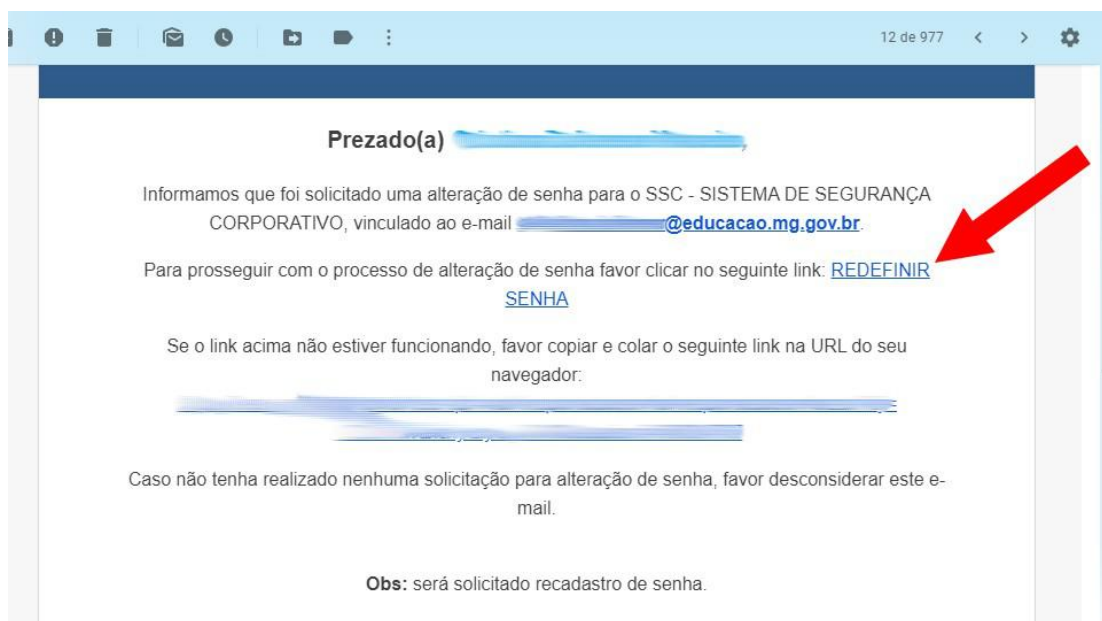 12 de 977
Prezado(a)
Informamos que foi solicitado uma alteração de senha para o SSC - SISTEMA DE SEGURANÇA
CORPORATIVO, vinculado ao e-mail @educacao.mg.gov.br.
Para prosseguir com o processo de alteração de senha favor clicar no seguinte link: REDEFINIR
SENHA
Se o link acima não estiver funcionando, favor copiar e colar o seguinte link na URL do seu
navegador:
Caso não tenha realizado nenhuma solicitação para alteração de senha, favor desconsiderar este e-
mail.
Obs: será solicitado recadastro de senha.